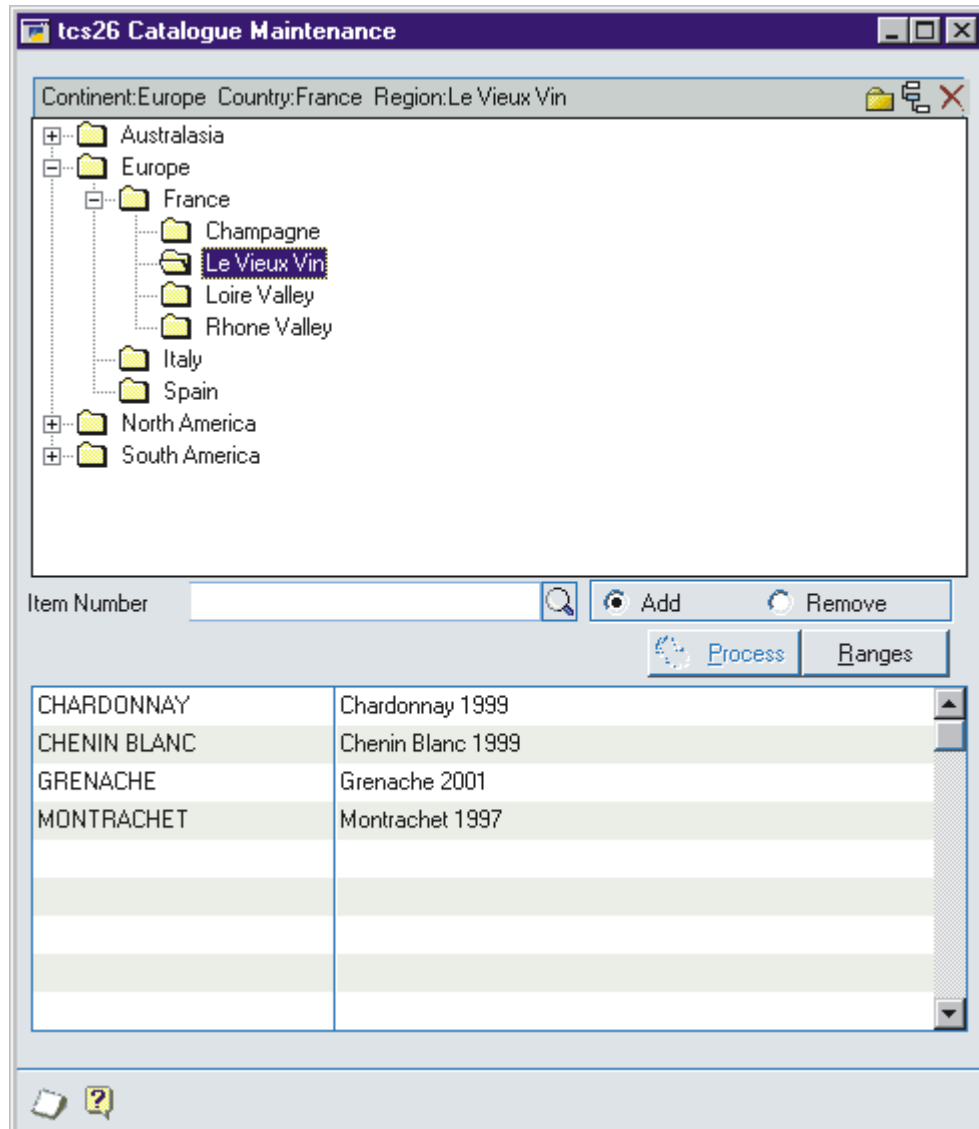 tcs26 Catalogue Maintenance
Continent:Europe Country:France Region:Le Vieux Vin
Australasia
Europe
France
Champagne
Le Vieux Vin
Loire Valley
Rhone Valley
Italy
Spain
North America
South America
Item Number Add Remove
Process Ranges
CHARDONNAY Chardonnay 1999
CHENIN BLANC Chenin Blanc 1999
GRENACHE Grenache 2001
MONTRACHET Montrachet 1997